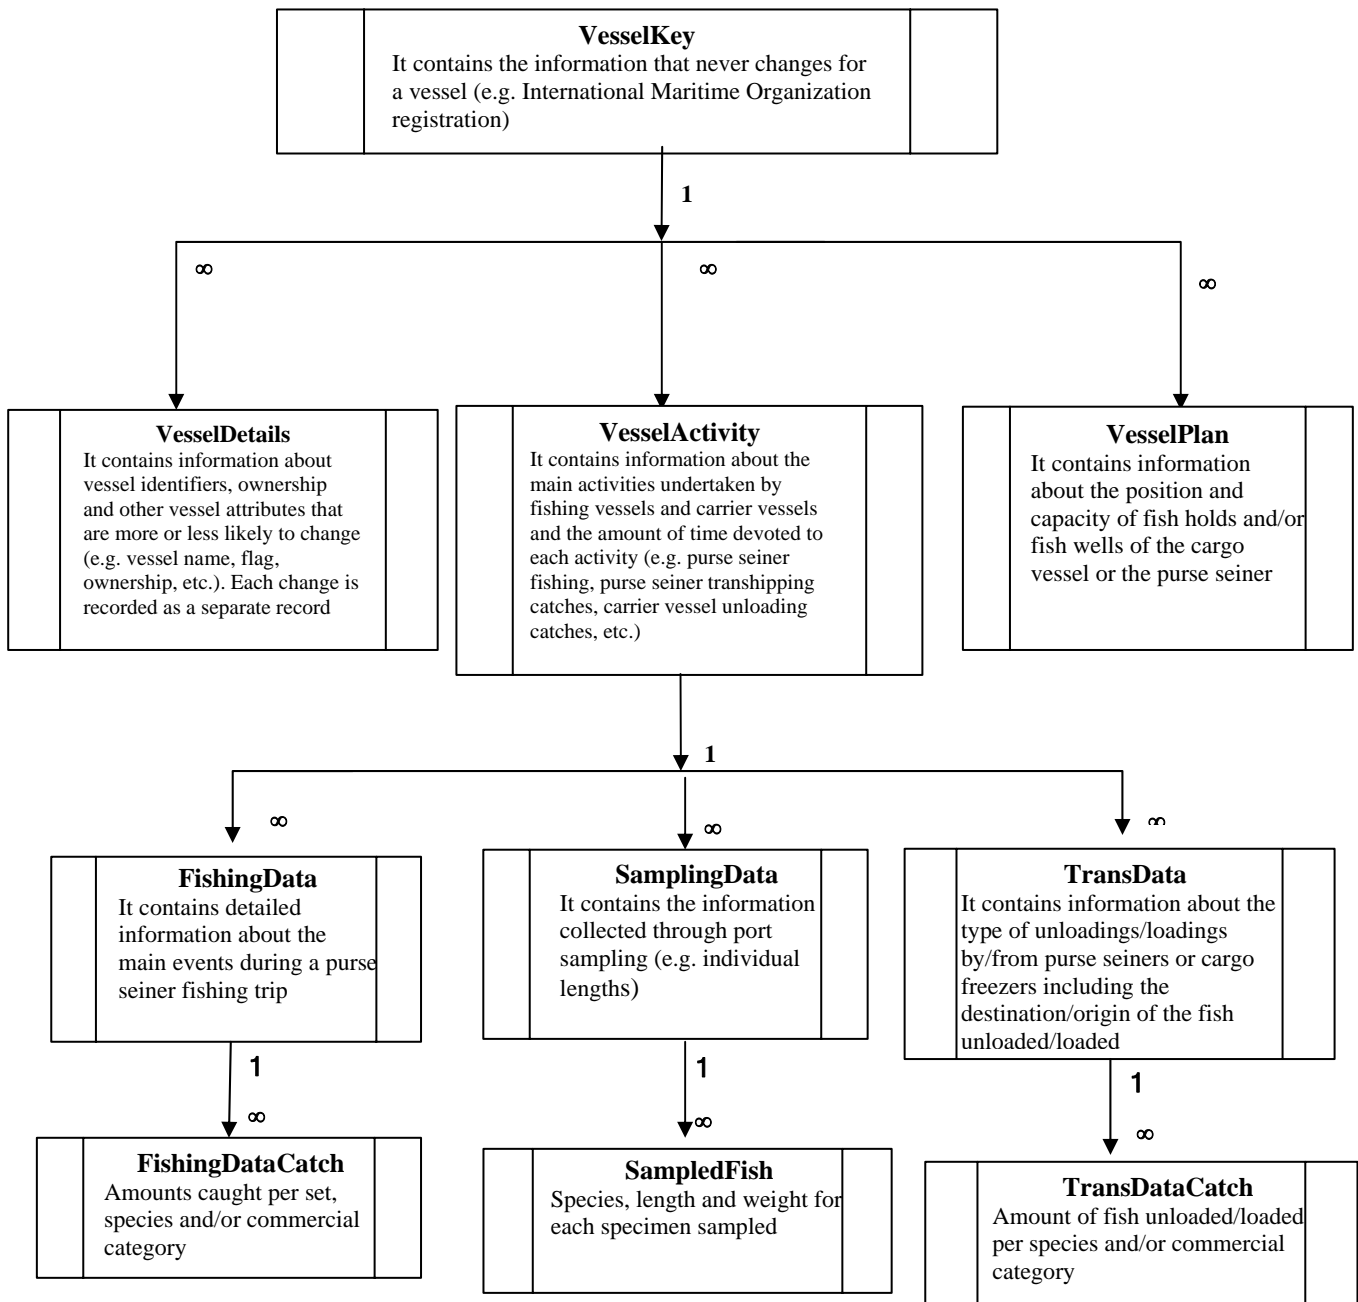 VesselKey
It contains the information that never changes for
a vessel (e.g. International Maritime Organization
registration)
1
∞
∞
∞
VesselDetails
It contains information about
vessel identifiers, ownership
and other vessel attributes that
are more or less likely to change
(e.g. vessel name, flag,
ownership, etc.). Each change is
recorded as a separate record
VesselActivity
It contains information about the
main activities undertaken by
fishing vessels and carrier vessels
and the amount of time devoted to
each activity (e.g. purse seiner
fishing, purse seiner transhipping
catches, carrier vessel unloading
catches, etc.)
VesselPlan
It contains information
about the position and
capacity of fish holds and/or
fish wells of the cargo
vessel or the purse seiner
1
∞
∞
∞
FishingData
It contains detailed
information about the
main events during a purse
seiner fishing trip
SamplingData
It contains the information
collected through port
sampling (e.g. individual
lengths)
TransData
It contains information about the
type of unloadings/loadings
by/from purse seiners or cargo
freezers including the
destination/origin of the fish
unloaded/loaded
1
∞
1
∞
1
∞
FishingDataCatch
Amounts caught per set,
species and/or commercial
category
SampledFish
Species, length and weight for
each specimen sampled
TransDataCatch
Amount of fish unloaded/loaded
per species and/or commercial
category